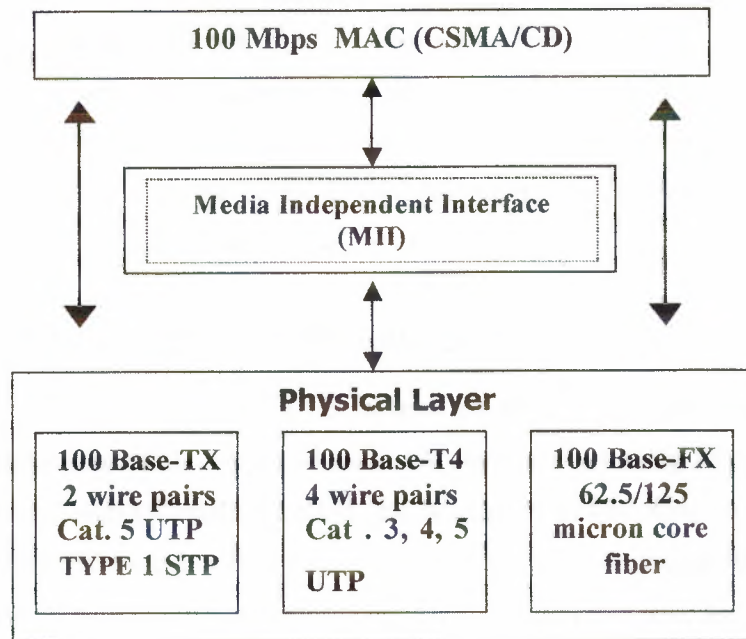 100 Mbps MAC (CSMA/CD)
Media Independent Interface
(MII)
Physical Layer
100 Base-TX
2 wire pairs
Cat. 5 UTP
TYPE 1 STP
100 Base-T4
4 wire pairs
Cat . 3, 4, 5
UTP
100 Base-FX
62.5/125
micron core
fiber